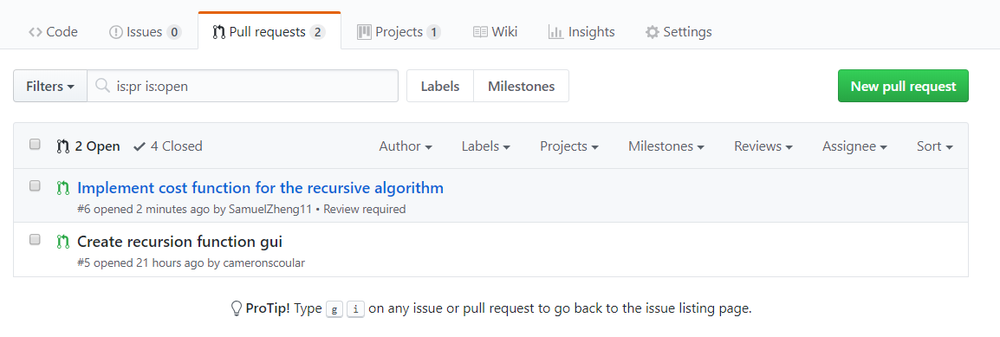 Code Issues 0 Pull requests 2 Projects 1 Wiki Insights Settings
Filters is:pr is:open Labels Milestones New pull request
2 Open 4 Closed Author Labels Projects Milestones Reviews Assignee Sort
Implement cost function for the recursive algorithm
#6 opened 2 minutes ago by SamuelZheng11 • Review required
Create recursion function gui
#5 opened 21 hours ago by cameronscoular
ProTip! Type g i on any issue or pull request to go back to the issue listing page.